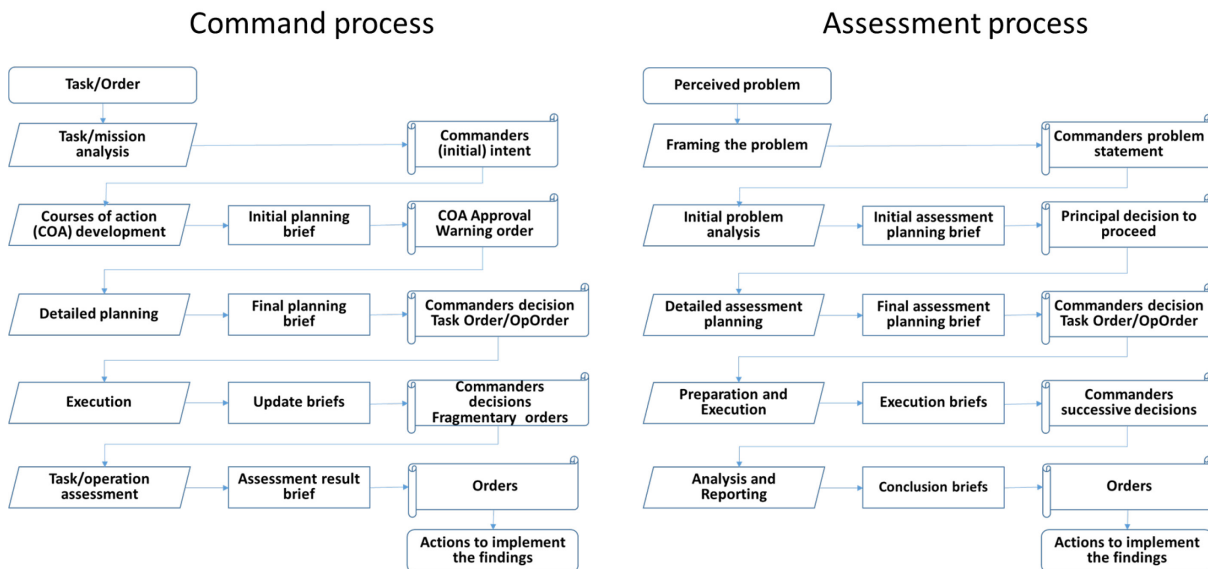 Command process
Task/Order
Task/mission
analysis
Commanders
(initial) intent
Courses of action
(COA) development
Initial planning
brief
COA Approval
Warning order
Detailed planning
Final planning
brief
Commanders decision
Task Order/OpOrder
Execution
Update briefs
Commanders
decisions
Fragmentary orders
Task/operation
assessment
Assessment result
brief
Orders
Actions to implement
the findings
Assessment process
Perceived problem
Framing the problem
Commanders problem
statement
Initial problem
analysis
Initial assessment
planning brief
Principal decision to
proceed
Detailed assessment
planning
Final assessment
planning brief
Commanders decision
Task Order/OpOrder
Preparation and
Execution
Execution briefs
Commanders
successive decisions
Analysis and
Reporting
Conclusion briefs
Orders
Actions to implement
the findings